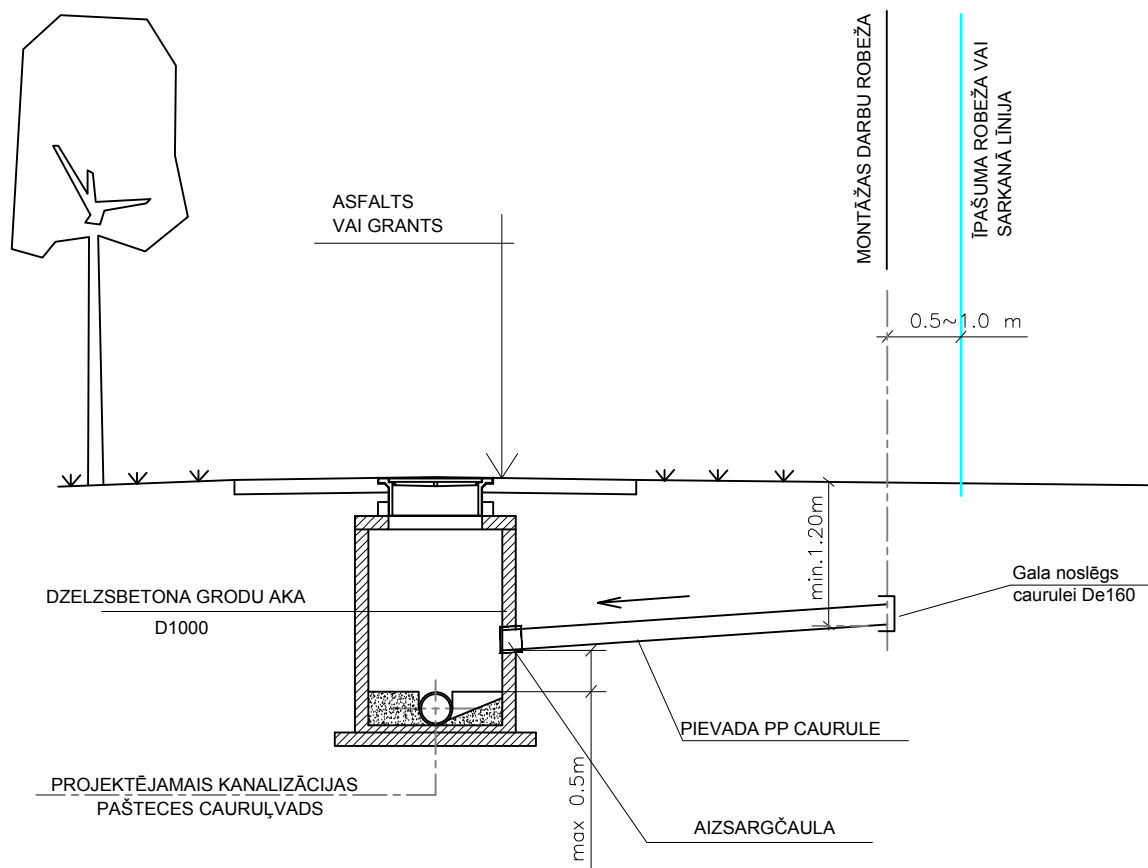 MONTĀŽAS DARBU ROBEŽA
ĪPAŠUMA ROBEŽA VAI
SARKANĀ LĪNIJA
ASFALTS
VAI GRANTS
0.5~1.0 m
min.1.20m
Gala noslēgs
caurulei De160
DZELZSBETONA GRODU AKA
D1000
PIEVADA PP CAURULE
PROJEKTĒJAMAIS KANALIZĀCIJAS
PAŠTECES CAURUĻVADS
max 0.5m
AIZSARGČAULA